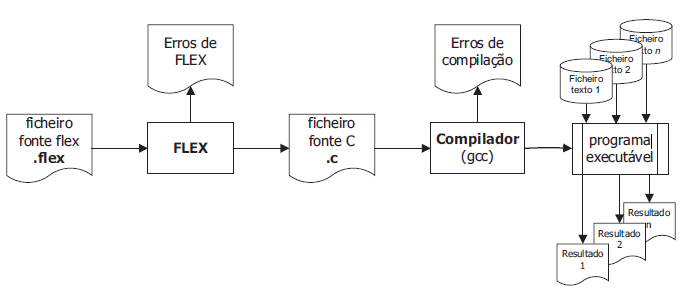 Erros de
FLEX
Erros de
compilação
Ficheiro
texto n
Ficheiro
texto 2
Ficheiro
texto 1
ficheiro
fonte flex
.flex
FLEX
ficheiro
fonte C
.c
Compilador
(gcc)
programa
executável
Resultado
n
Resultado
2
Resultado
1